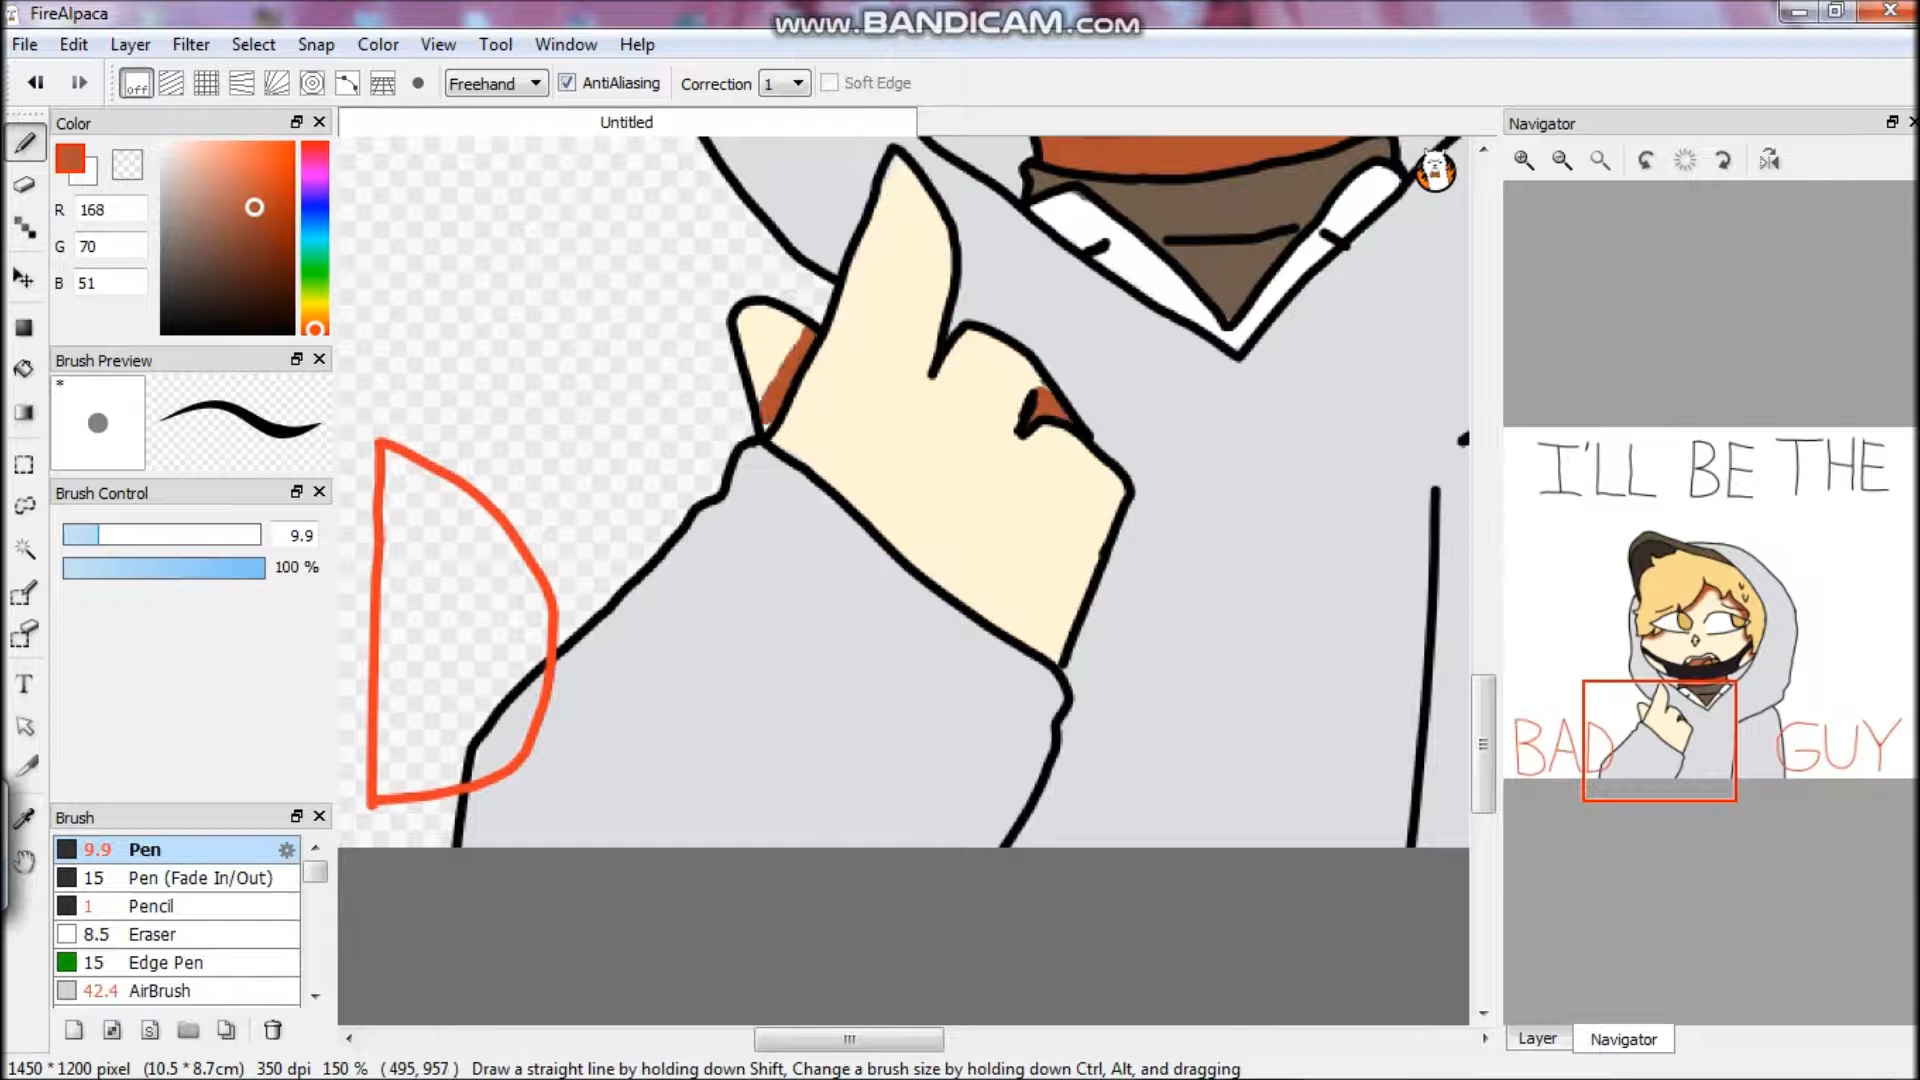 FireAlpaca
www.BANDICAM.com
File Edit Layer Filter Select Snap Color View Tool Window Help
off Freehand AntiAliasing Correction 1 Soft Edge
Color
Untitled
Navigator
R 168
G 70
B 51
Brush Preview
*
Brush Control
9.9
100 %
I'LL BE THE
BAD GUY
Brush
9.9 Pen
15 Pen (Fade In/Out)
1 Pencil
8.5 Eraser
15 Edge Pen
42.4 AirBrush
S
Layer Navigator
1450 * 1200 pixel (10.5 * 8.7cm) 350 dpi 150 % ( 495, 957 ) Draw a straight line by holding down Shift, Change a brush size by holding down Ctrl, Alt, and dragging